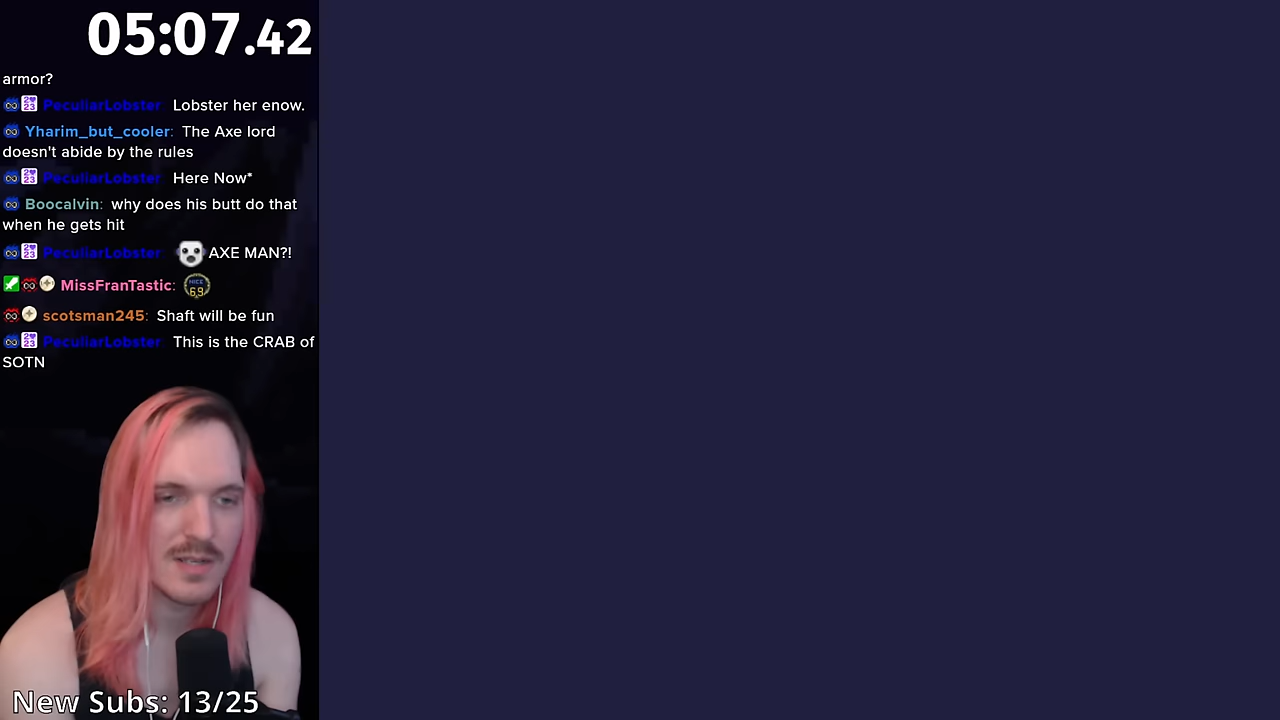 05:07.42
armor?
PeculiarLobster Lobster her enow.
Yharim_but_cooler: The Axe lord
doesn't abide by the rules
PeculiarLobster Here Now*
Boocalvin: why does his butt do that
when he gets hit
PeculiarLobster AXE MAN?!
MissFranTastic: NICE 69
scotsman245: Shaft will be fun
PeculiarLobster This is the CRAB of
SOTN
New Subs: 13/25